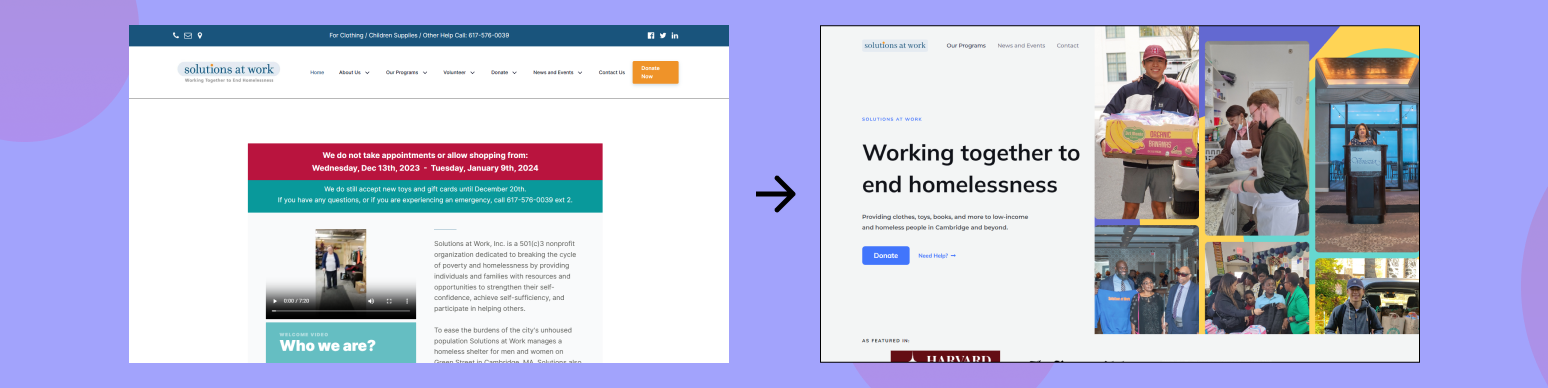 For Clothing / Children Supplies / Other Help Call: 617-576-0039
solutions at work
Working Together to End Homelessness
Home
About Us
Our Programs
Volunteer
Donate
News and Events
Contact Us
Donate
Now
We do not take appointments or allow shopping from:
Wednesday, Dec 13th, 2023 - Tuesday, January 9th, 2024
We do still accept new toys and gift cards until December 20th.
If you have any questions, or if you are experiencing an emergency, call 617-576-0039 ext 2.
0:00 / 7:20
WELCOME VIDEO
Who we are?
Solutions at Work, Inc. is a 501(c)3 nonprofit
organization dedicated to breaking the cycle
of poverty and homelessness by providing
individuals and families with resources and
opportunities to strengthen their self-
confidence, achieve self-sufficiency, and
participate in helping others.
To ease the burdens of the city's unhoused
population Solutions at Work manages a
homeless shelter for men and women on
Green Street in Cambridge, MA. Solutions also
solutions at work
Our Programs
News and Events
Contact
SOLUTIONS AT WORK
Working together to
end homelessness
Providing clothes, toys, books, and more to low-income
and homeless people in Cambridge and beyond.
Donate
Need Help? →
ORGANIC
BANANAS
AS FEATURED IN:
HARVARD